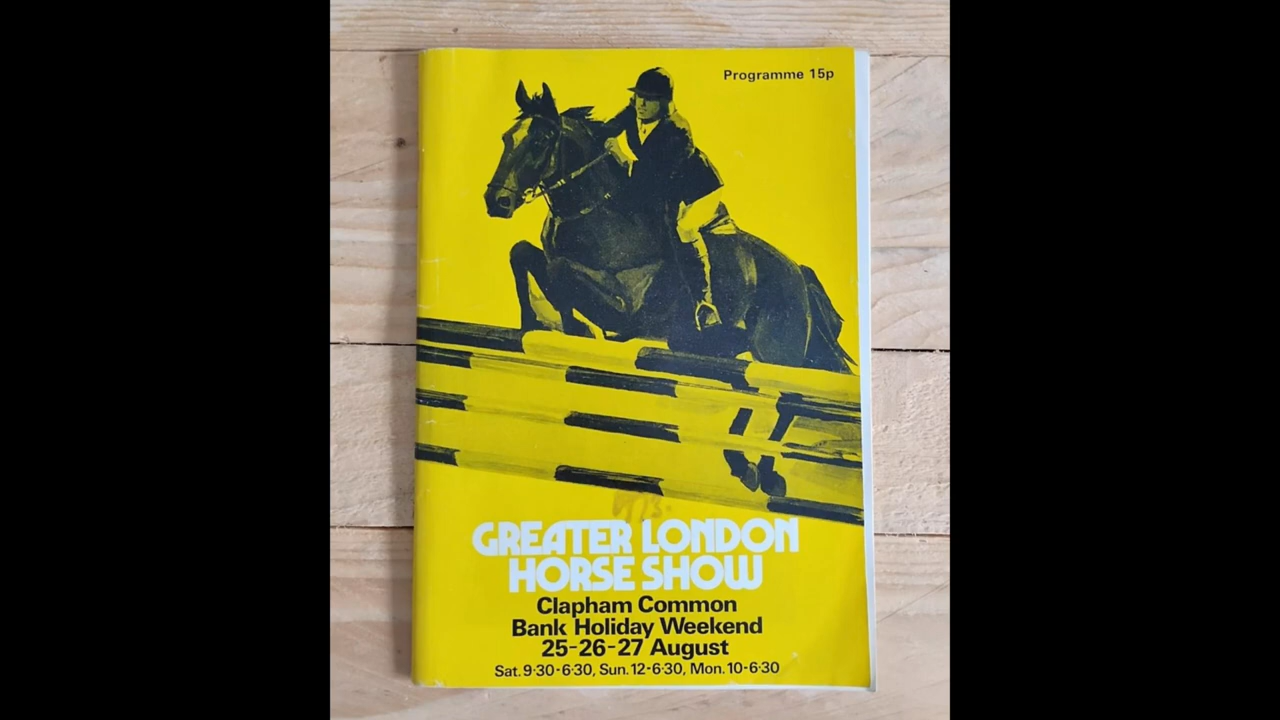 Programme 15p
GREATER LONDON
HORSE SHOW
Clapham Common
Bank Holiday Weekend
25-26-27 August
Sat. 9·30-6·30, Sun. 12-6·30, Mon. 10-6·30